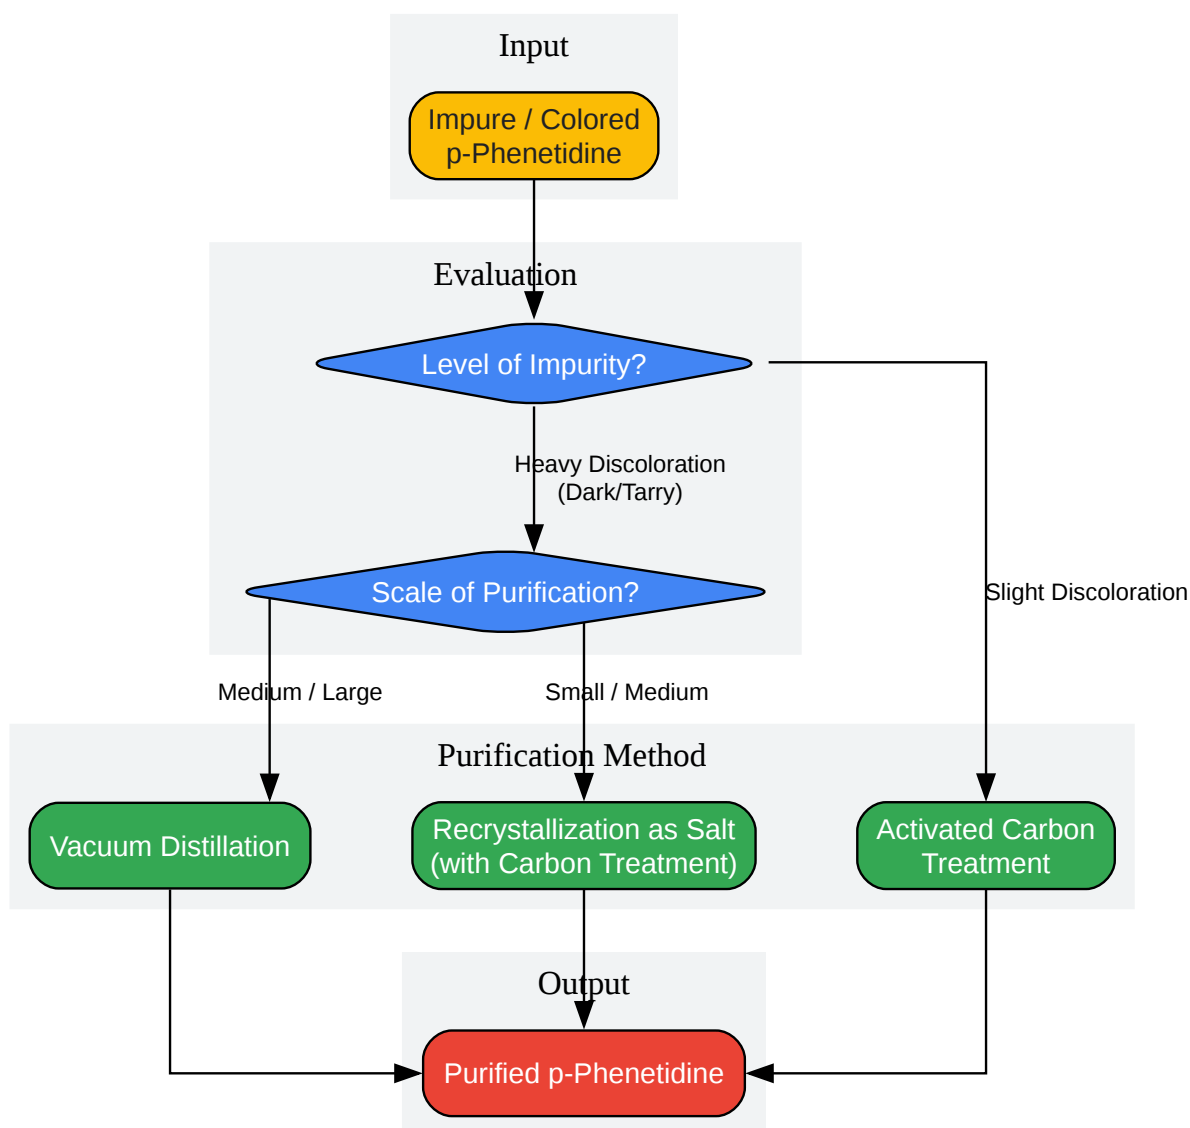 Input
Impure / Colored
p-Phenetidine
Evaluation
Level of Impurity?
Heavy Discoloration
(Dark/Tarry)
Scale of Purification?
Slight Discoloration
Medium / Large
Small / Medium
Purification Method
Vacuum Distillation
Recrystallization as Salt
(with Carbon Treatment)
Activated Carbon
Treatment
Output
Purified p-Phenetidine